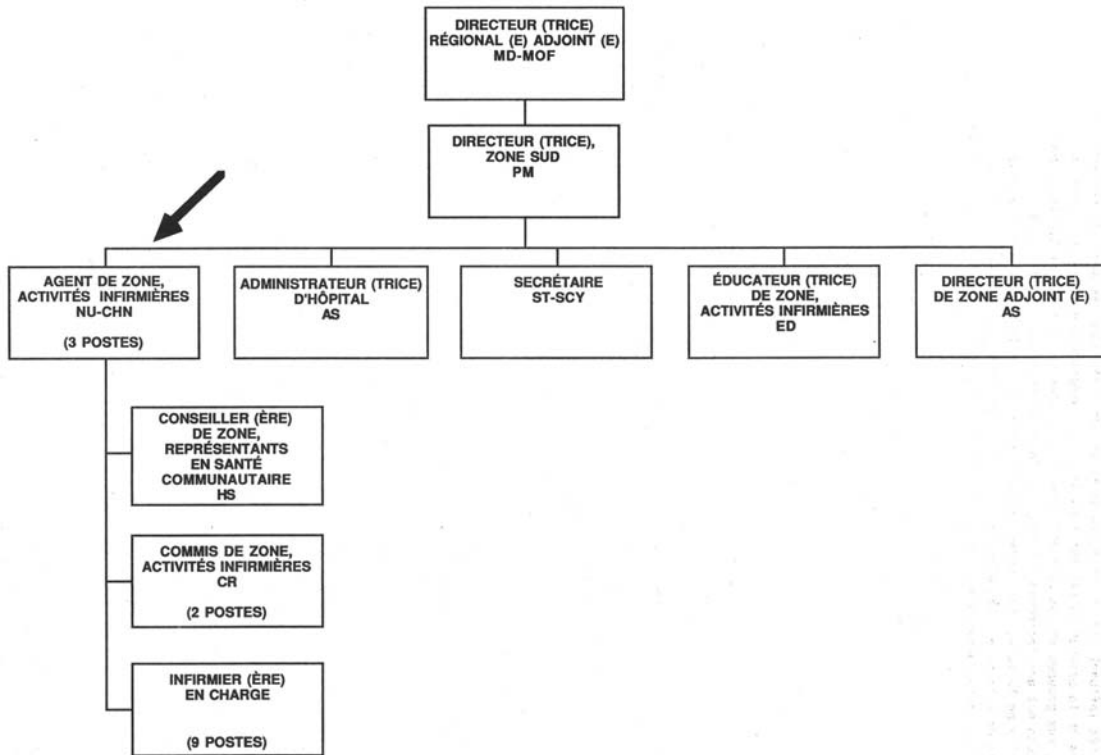 DIRECTEUR (TRICE)
RÉGIONAL (E) ADJOINT (E)
MD-MOF
DIRECTEUR (TRICE),
ZONE SUD
PM
AGENT DE ZONE,
ACTIVITÉS INFIRMIÈRES
NU-CHN
(3 POSTES)
ADMINISTRATEUR (TRICE)
D'HÔPITAL
AS
SECRÉTAIRE
ST-SCY
ÉDUCATEUR (TRICE)
DE ZONE,
ACTIVITÉS INFIRMIÈRES
ED
DIRECTEUR (TRICE)
DE ZONE ADJOINT (E)
AS
CONSEILLER (ÈRE)
DE ZONE,
REPRÉSENTANTS
EN SANTÉ
COMMUNAUTAIRE
HS
COMMIS DE ZONE,
ACTIVITÉS INFIRMIÈRES
CR
(2 POSTES)
INFIRMIER (ÈRE)
EN CHARGE
(9 POSTES)